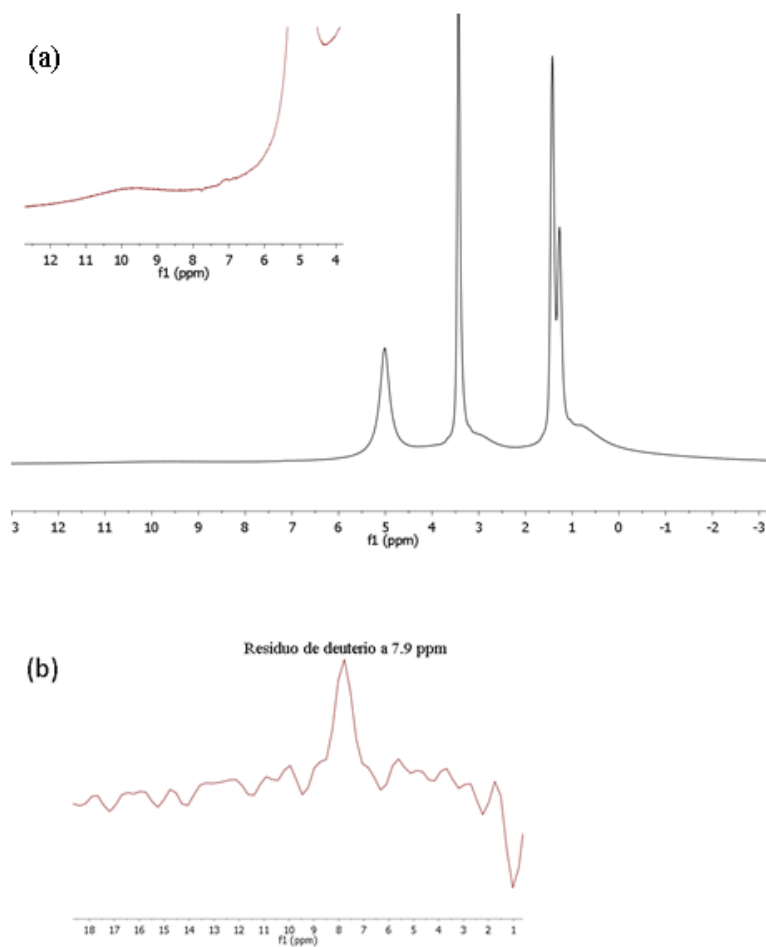 (a)
12 11 10 9 8 7 6 5 4
f1 (ppm)
3 12 11 10 9 8 7 6 5 4 3 2 1 0 -1 -2 -3
f1 (ppm)
Residuo de deuterio a 7.9 ppm
(b)
18 17 16 15 14 13 12 11 10 9 8 7 6 5 4 3 2 1
f1 (ppm)